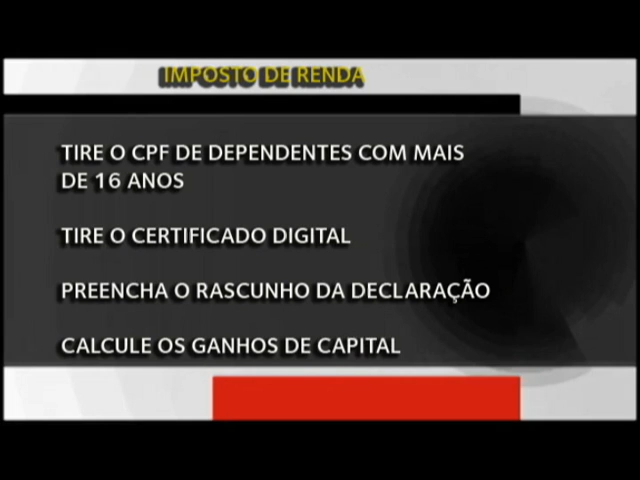 IMPOSTO DE RENDA
TIRE O CPF DE DEPENDENTES COM MAIS
DE 16 ANOS
TIRE O CERTIFICADO DIGITAL
PREENCHA O RASCUNHO DA DECLARAÇÃO
CALCULE OS GANHOS DE CAPITAL